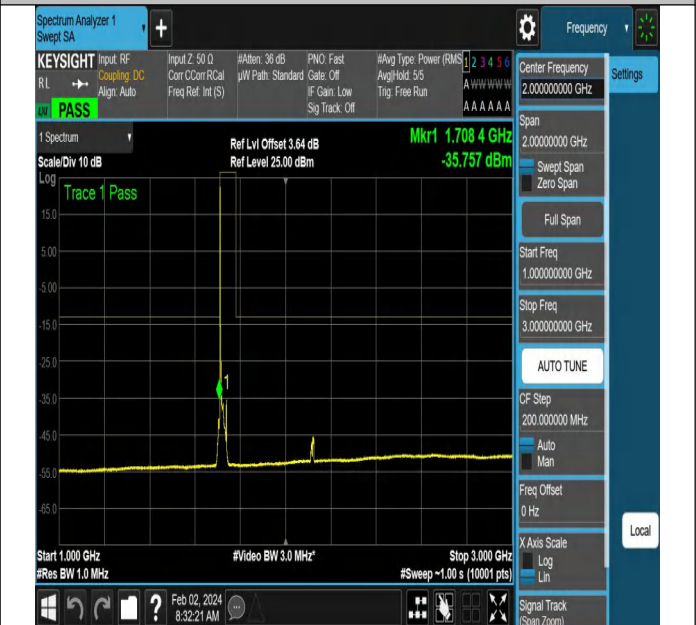 Spectrum Analyzer 1
Swept SA
+
Frequency
KEYSIGHT
RL
PASS
Input: RF
Coupling: DC
Align: Auto
Input Z: 50 Ω
Corr CCorr RCal
Freq Ref: Int (S)
#Atten: 36 dB
µW Path: Standard
PNO: Fast
Gate: Off
IF Gain: Low
Sig Track: Off
#Avg Type: Power (RMS
Avg|Hold: 5/5
Trig: Free Run
1 2 3 4 5 6
A W W W W W
A A A A A A
1 Spectrum
Scale/Div 10 dB
Log
Ref Lvl Offset 3.64 dB
Ref Level 25.00 dBm
Mkr1 1.708 4 GHz
-35.757 dBm
Trace 1 Pass
15.0
5.00
-5.00
-15.0
-25.0
-35.0
-45.0
-55.0
-65.0
1
Start 1.000 GHz
#Res BW 1.0 MHz
#Video BW 3.0 MHz*
Stop 3.000 GHz
#Sweep ~1.00 s (10001 pts)
Feb 02, 2024
8:32:21 AM
?
Center Frequency
2.000000000 GHz
Span
2.00000000 GHz
Swept Span
Zero Span
Full Span
Start Freq
1.000000000 GHz
Stop Freq
3.000000000 GHz
AUTO TUNE
CF Step
200.000000 MHz
Auto
Man
Freq Offset
0 Hz
X Axis Scale
Log
Lin
Signal Track
(Span Zoom)
Settings
Local